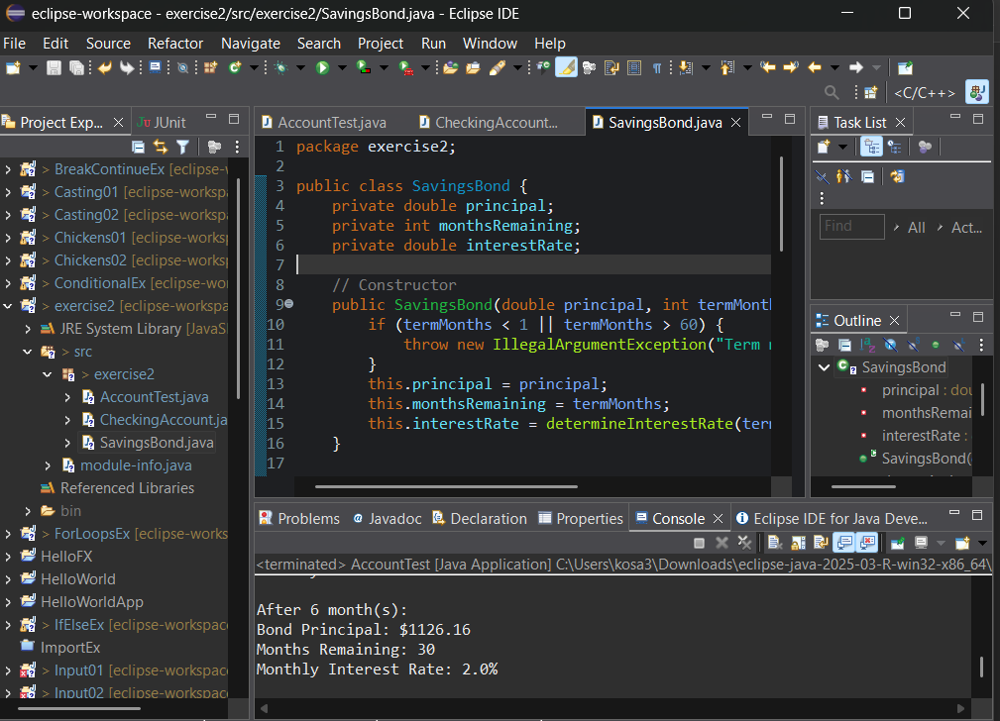 eclipse-workspace - exercise2/src/exercise2/SavingsBond.java - Eclipse IDE
File Edit Source Refactor Navigate Search Project Run Window Help
<C/C++>
Project Exp...
JUnit
> BreakContinueEx [eclipse-w
> Casting01 [eclipse-worksp
> Casting02 [eclipse-worksp
> Chickens01 [eclipse-works
> Chickens02 [eclipse-works
> ConditionalEx [eclipse-wo
> exercise2 [eclipse-worksp
JRE System Library [JavaS
> src
> exercise2
AccountTest.java
CheckingAccount.ja
SavingsBond.java
module-info.java
Referenced Libraries
bin
> ForLoopsEx [eclipse-works
HelloFX
HelloWorld
HelloWorldApp
> IfElseEx [eclipse-workspac
ImportEx
> Input01 [eclipse-workspac
> Input02 [eclipse-workspac
AccountTest.java CheckingAccount... SavingsBond.java
1 package exercise2;
2
3 public class SavingsBond {
4 private double principal;
5 private int monthsRemaining;
6 private double interestRate;
7
8 // Constructor
9 public SavingsBond(double principal, int termMont
10 if (termMonths < 1 || termMonths > 60) {
11 throw new IllegalArgumentException("Term
12 }
13 this.principal = principal;
14 this.monthsRemaining = termMonths;
15 this.interestRate = determineInterestRate(ter
16 }
17
Task List
Find All Act...
Outline
SavingsBond
principal : dou
monthsRemai
interestRate :
SavingsBond(
Problems Javadoc Declaration Properties Console Eclipse IDE for Java Deve...
<terminated> AccountTest [Java Application] C:\Users\kosa3\Downloads\eclipse-java-2025-03-R-win32-x86_64\
After 6 month(s):
Bond Principal: $1126.16
Months Remaining: 30
Monthly Interest Rate: 2.0%